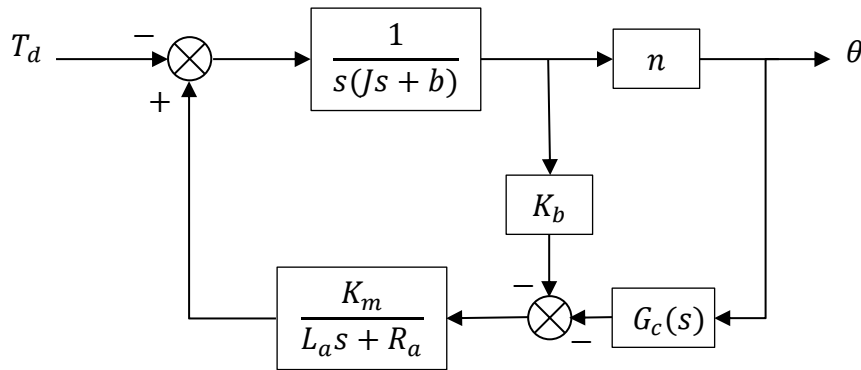 T_d
−
+
1
s(Js + b)
n
θ
K_b
−
K_m
L_a s + R_a
−
G_c(s)